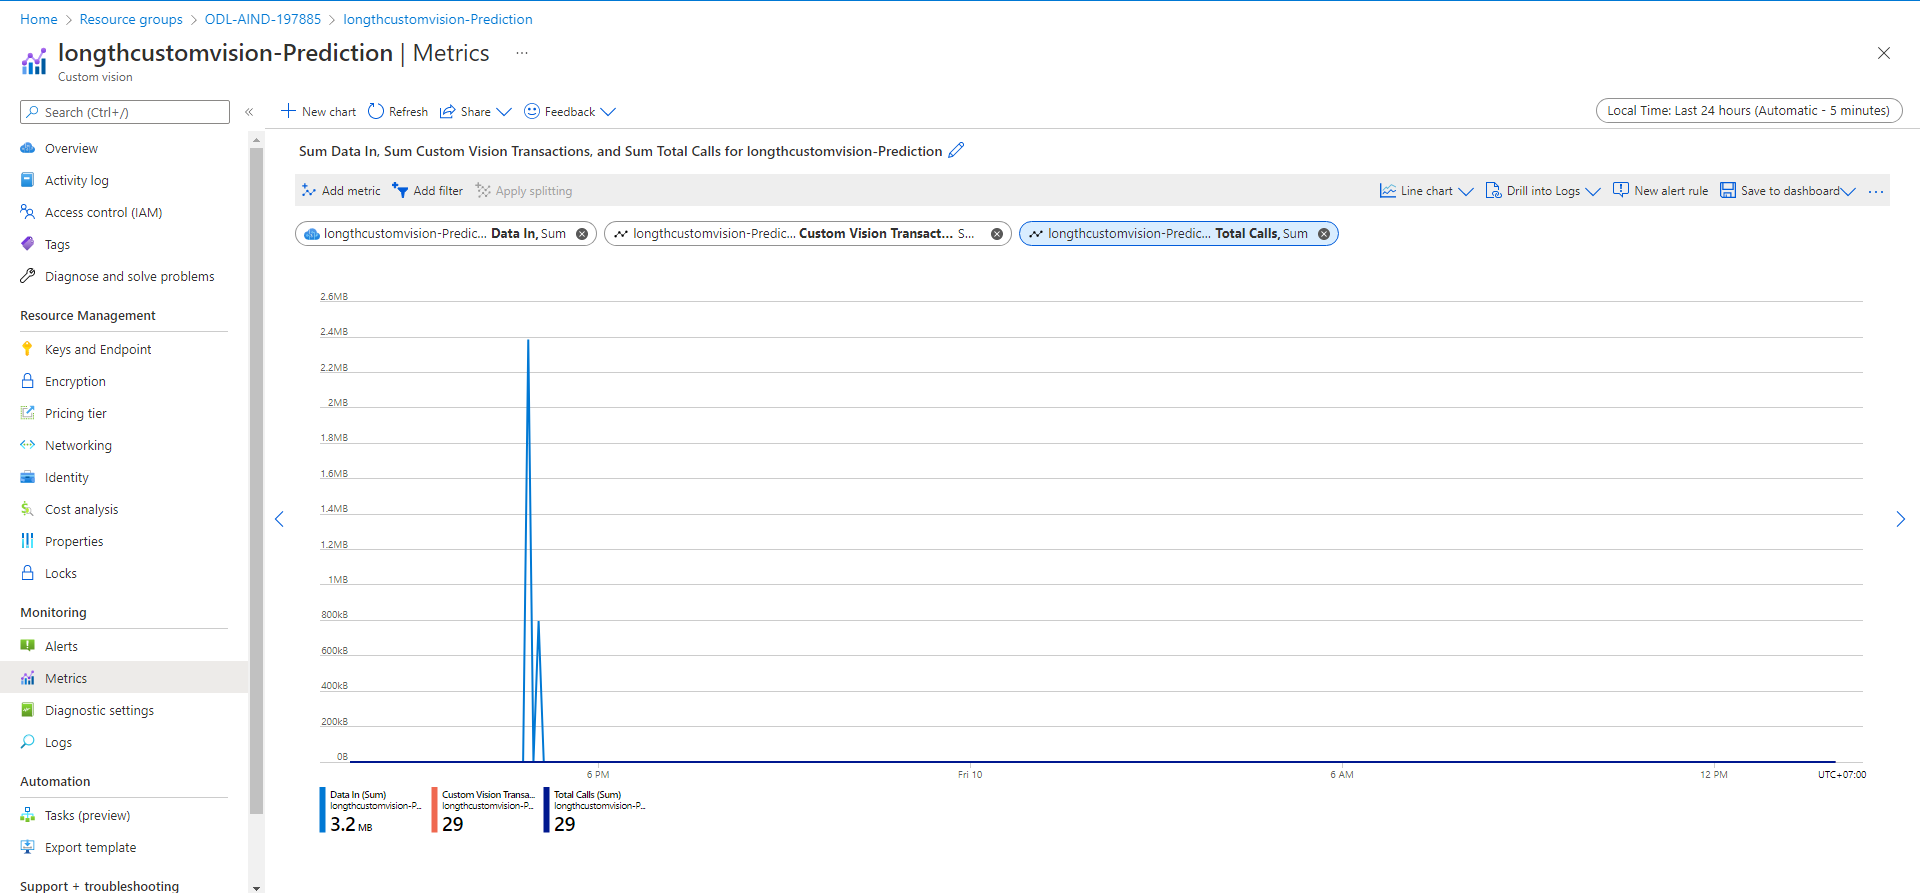 Home > Resource groups > ODL-AIND-197885 > longthcustomvision-Prediction
longthcustomvision-Prediction | Metrics ...
Custom vision
Search (Ctrl+/)
«
Overview
Activity log
Access control (IAM)
Tags
Diagnose and solve problems
Resource Management
Keys and Endpoint
Encryption
Pricing tier
Networking
Identity
Cost analysis
Properties
Locks
Monitoring
Alerts
Metrics
Diagnostic settings
Logs
Automation
Tasks (preview)
Export template
Support + troubleshooting
New chart Refresh Share Feedback
Local Time: Last 24 hours (Automatic - 5 minutes)
Sum Data In, Sum Custom Vision Transactions, and Sum Total Calls for longthcustomvision-Prediction
Add metric Add filter Apply splitting
Line chart Drill into Logs New alert rule Save to dashboard ...
longthcustomvision-Predic... Data In, Sum
longthcustomvision-Predic... Custom Vision Transact... S...
longthcustomvision-Predic... Total Calls, Sum
2.6MB
2.4MB
2.2MB
2MB
1.8MB
1.6MB
1.4MB
1.2MB
1MB
800kB
600kB
400kB
200kB
0B
6 PM Fri 10 6 AM 12 PM UTC+07:00
Data In (Sum)
longthcustomvision-P...
3.2 MB
Custom Vision Transa...
longthcustomvision-P...
29
Total Calls (Sum)
longthcustomvision-P...
29